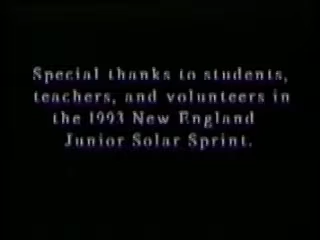 Special thanks to students,
teachers, and volunteers in
the 1993 New England
Junior Solar Sprint.